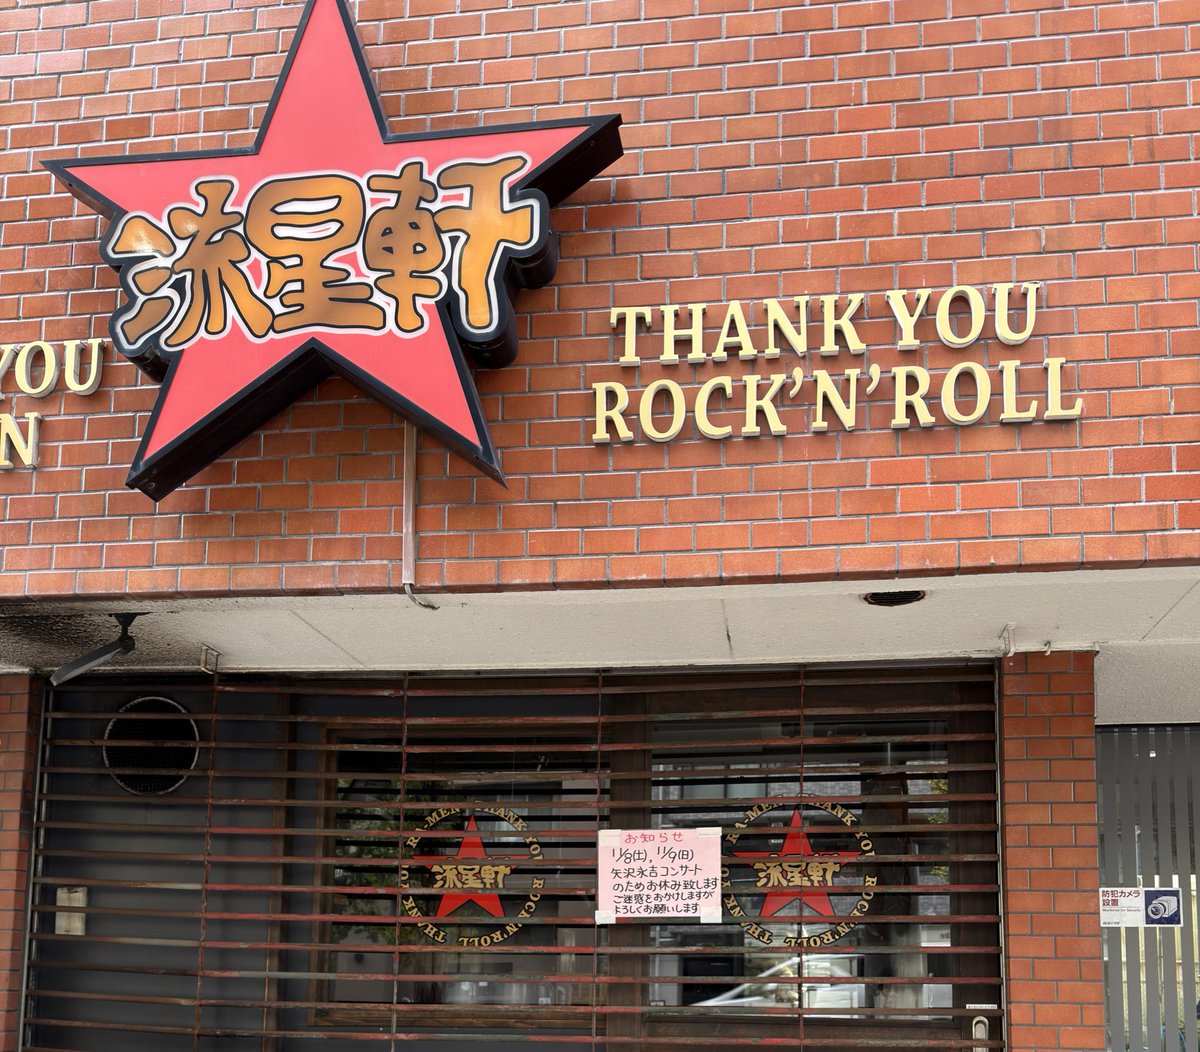 流星軒
YOU
N
THANK YOU
ROCK'N'ROLL
お知らせ
11/8(土), 11/9(日)
矢沢永吉コンサート
のためお休み致します
ご迷惑をおかけしますが
よろしくお願いします
RA-MEN THANK YOU ROCK'N'ROLL THANK YOU
流星軒
RA-MEN THANK YOU ROCK'N'ROLL THANK YOU
流星軒
防犯カメラ
設置